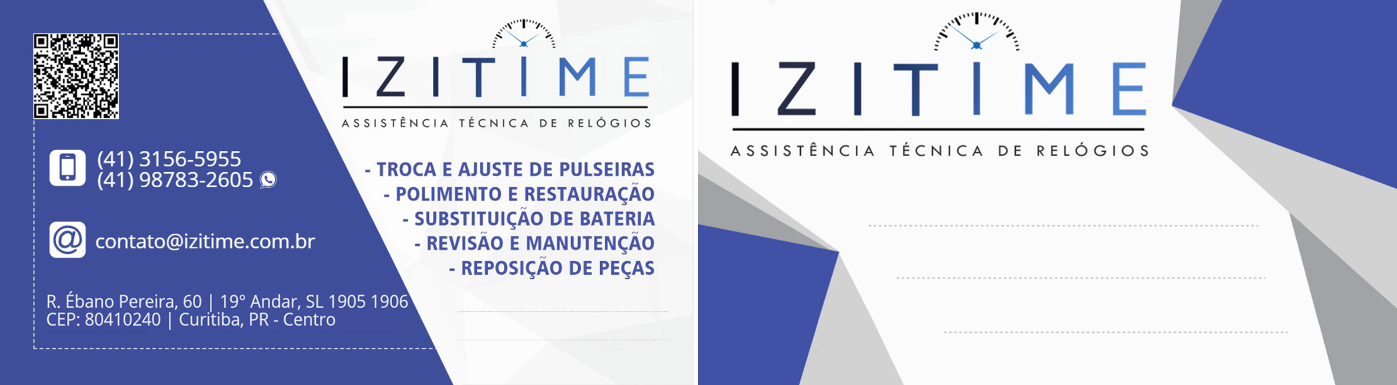 (41) 3156-5955
(41) 98783-2605
contato@izitime.com.br
R. Ébano Pereira, 60 | 19° Andar, SL 1905 1906
CEP: 80410240 | Curitiba, PR - Centro
IZITIME
ASSISTÊNCIA TÉCNICA DE RELÓGIOS
- TROCA E AJUSTE DE PULSEIRAS
- POLIMENTO E RESTAURAÇÃO
- SUBSTITUIÇÃO DE BATERIA
- REVISÃO E MANUTENÇÃO
- REPOSIÇÃO DE PEÇAS
IZITIME
ASSISTÊNCIA TÉCNICA DE RELÓGIOS